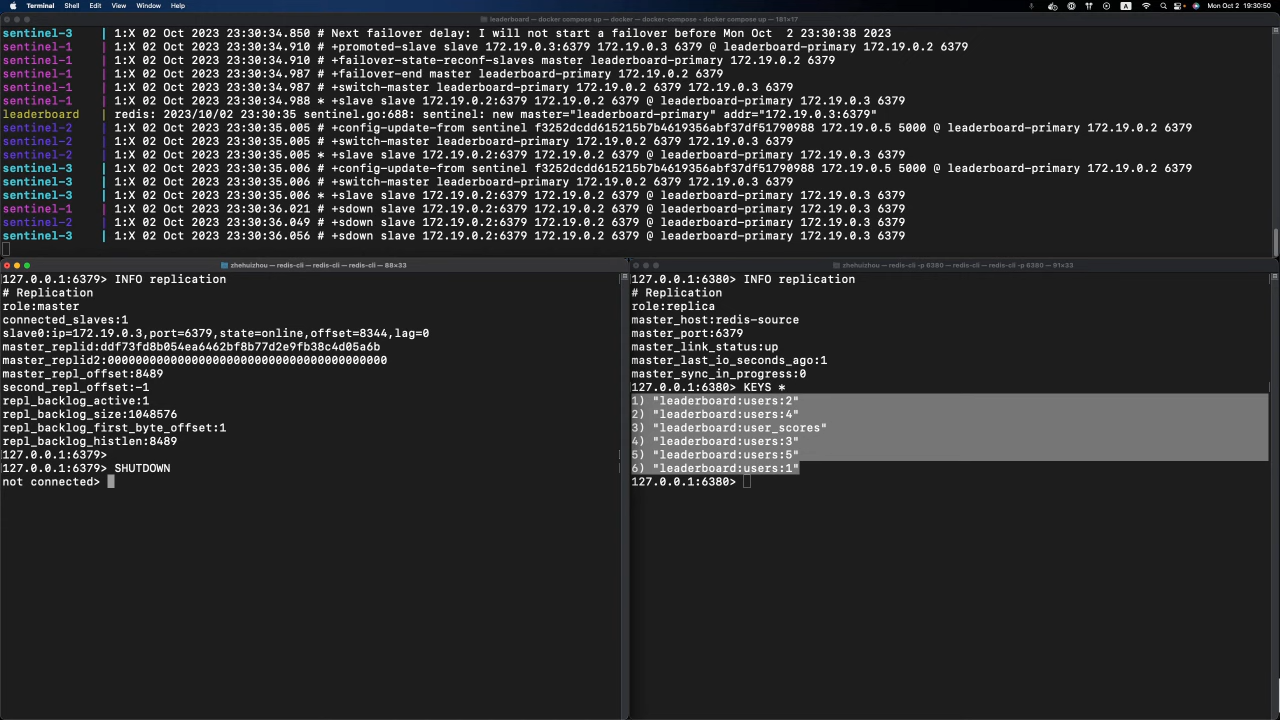 Terminal Shell Edit View Window Help
A Mon Oct 2 19:30:50
leaderboard — docker compose up — docker — docker-compose ‹ docker compose up — 181×17
sentinel-3 | 1:X 02 Oct 2023 23:30:34.850 # Next failover delay: I will not start a failover before Mon Oct  2 23:30:38 2023
sentinel-1 | 1:X 02 Oct 2023 23:30:34.910 # +promoted-slave slave 172.19.0.3:6379 172.19.0.3 6379 @ leaderboard-primary 172.19.0.2 6379
sentinel-1 | 1:X 02 Oct 2023 23:30:34.910 # +failover-state-reconf-slaves master leaderboard-primary 172.19.0.2 6379
sentinel-1 | 1:X 02 Oct 2023 23:30:34.987 # +failover-end master leaderboard-primary 172.19.0.2 6379
sentinel-1 | 1:X 02 Oct 2023 23:30:34.987 # +switch-master leaderboard-primary 172.19.0.2 6379 172.19.0.3 6379
sentinel-1 | 1:X 02 Oct 2023 23:30:34.988 * +slave slave 172.19.0.2:6379 172.19.0.2 6379 @ leaderboard-primary 172.19.0.3 6379
leaderboard | redis: 2023/10/02 23:30:35 sentinel.go:688: sentinel: new master="leaderboard-primary" addr="172.19.0.3:6379"
sentinel-2 | 1:X 02 Oct 2023 23:30:35.005 # +config-update-from sentinel f3252dcdd615215b7b4619356abf37df51790988 172.19.0.5 5000 @ leaderboard-primary 172.19.0.2 6379
sentinel-2 | 1:X 02 Oct 2023 23:30:35.005 # +switch-master leaderboard-primary 172.19.0.2 6379 172.19.0.3 6379
sentinel-2 | 1:X 02 Oct 2023 23:30:35.005 * +slave slave 172.19.0.2:6379 172.19.0.2 6379 @ leaderboard-primary 172.19.0.3 6379
sentinel-3 | 1:X 02 Oct 2023 23:30:35.006 # +config-update-from sentinel f3252dcdd615215b7b4619356abf37df51790988 172.19.0.5 5000 @ leaderboard-primary 172.19.0.2 6379
sentinel-3 | 1:X 02 Oct 2023 23:30:35.006 # +switch-master leaderboard-primary 172.19.0.2 6379 172.19.0.3 6379
sentinel-3 | 1:X 02 Oct 2023 23:30:35.006 * +slave slave 172.19.0.2:6379 172.19.0.2 6379 @ leaderboard-primary 172.19.0.3 6379
sentinel-1 | 1:X 02 Oct 2023 23:30:36.021 # +sdown slave 172.19.0.2:6379 172.19.0.2 6379 @ leaderboard-primary 172.19.0.3 6379
sentinel-2 | 1:X 02 Oct 2023 23:30:36.049 # +sdown slave 172.19.0.2:6379 172.19.0.2 6379 @ leaderboard-primary 172.19.0.3 6379
sentinel-3 | 1:X 02 Oct 2023 23:30:36.056 # +sdown slave 172.19.0.2:6379 172.19.0.2 6379 @ leaderboard-primary 172.19.0.3 6379
zhehuizhou — redis-cli — redis-cli — redis-cli — 88×33
127.0.0.1:6379> INFO replication
# Replication
role:master
connected_slaves:1
slave0:ip=172.19.0.3,port=6379,state=online,offset=8344,lag=0
master_replid:ddf73fd8b054ea6462bf8b77d2e9fb38c4d05a6b
master_replid2:0000000000000000000000000000000000000000
master_repl_offset:8489
second_repl_offset:-1
repl_backlog_active:1
repl_backlog_size:1048576
repl_backlog_first_byte_offset:1
repl_backlog_histlen:8489
127.0.0.1:6379>
127.0.0.1:6379> SHUTDOWN
not connected>
zhehuizhou — redis-cli -p 6380 — redis-cli — redis-cli -p 6380 — 91×33
127.0.0.1:6380> INFO replication
# Replication
role:replica
master_host:redis-source
master_port:6379
master_link_status:up
master_last_io_seconds_ago:1
master_sync_in_progress:0
127.0.0.1:6380> KEYS *
1) "leaderboard:users:2"
2) "leaderboard:users:4"
3) "leaderboard:user_scores"
4) "leaderboard:users:3"
5) "leaderboard:users:5"
6) "leaderboard:users:1"
127.0.0.1:6380>